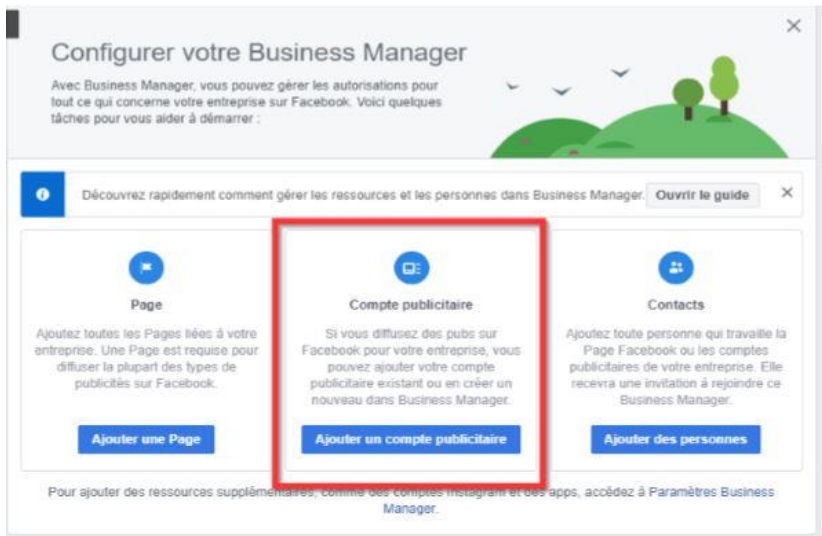 Configurer votre Business Manager
Avec Business Manager, vous pouvez gérer les autorisations pour
tout ce qui concerne votre entreprise sur Facebook. Voici quelques
tâches pour vous aider à démarrer :
Découvrez rapidement comment gérer les ressources et les personnes dans Business Manager.
Ouvrir le guide
Page
Ajoutez toutes les Pages liées à votre
entreprise. Une Page est requise pour
diffuser la plupart des types de
publicités sur Facebook.
Ajouter une Page
Compte publicitaire
Si vous diffusez des pubs sur
Facebook pour votre entreprise, vous
pouvez ajouter votre compte
publicitaire existant ou en créer un
nouveau dans Business Manager.
Ajouter un compte publicitaire
Contacts
Ajoutez toute personne qui travaille la
Page Facebook ou les comptes
publicitaires de votre entreprise. Elle
recevra une invitation à rejoindre ce
Business Manager.
Ajouter des personnes
Pour ajouter des ressources supplémentaires, comme des comptes Instagram et des apps, accédez à Paramètres Business
Manager.